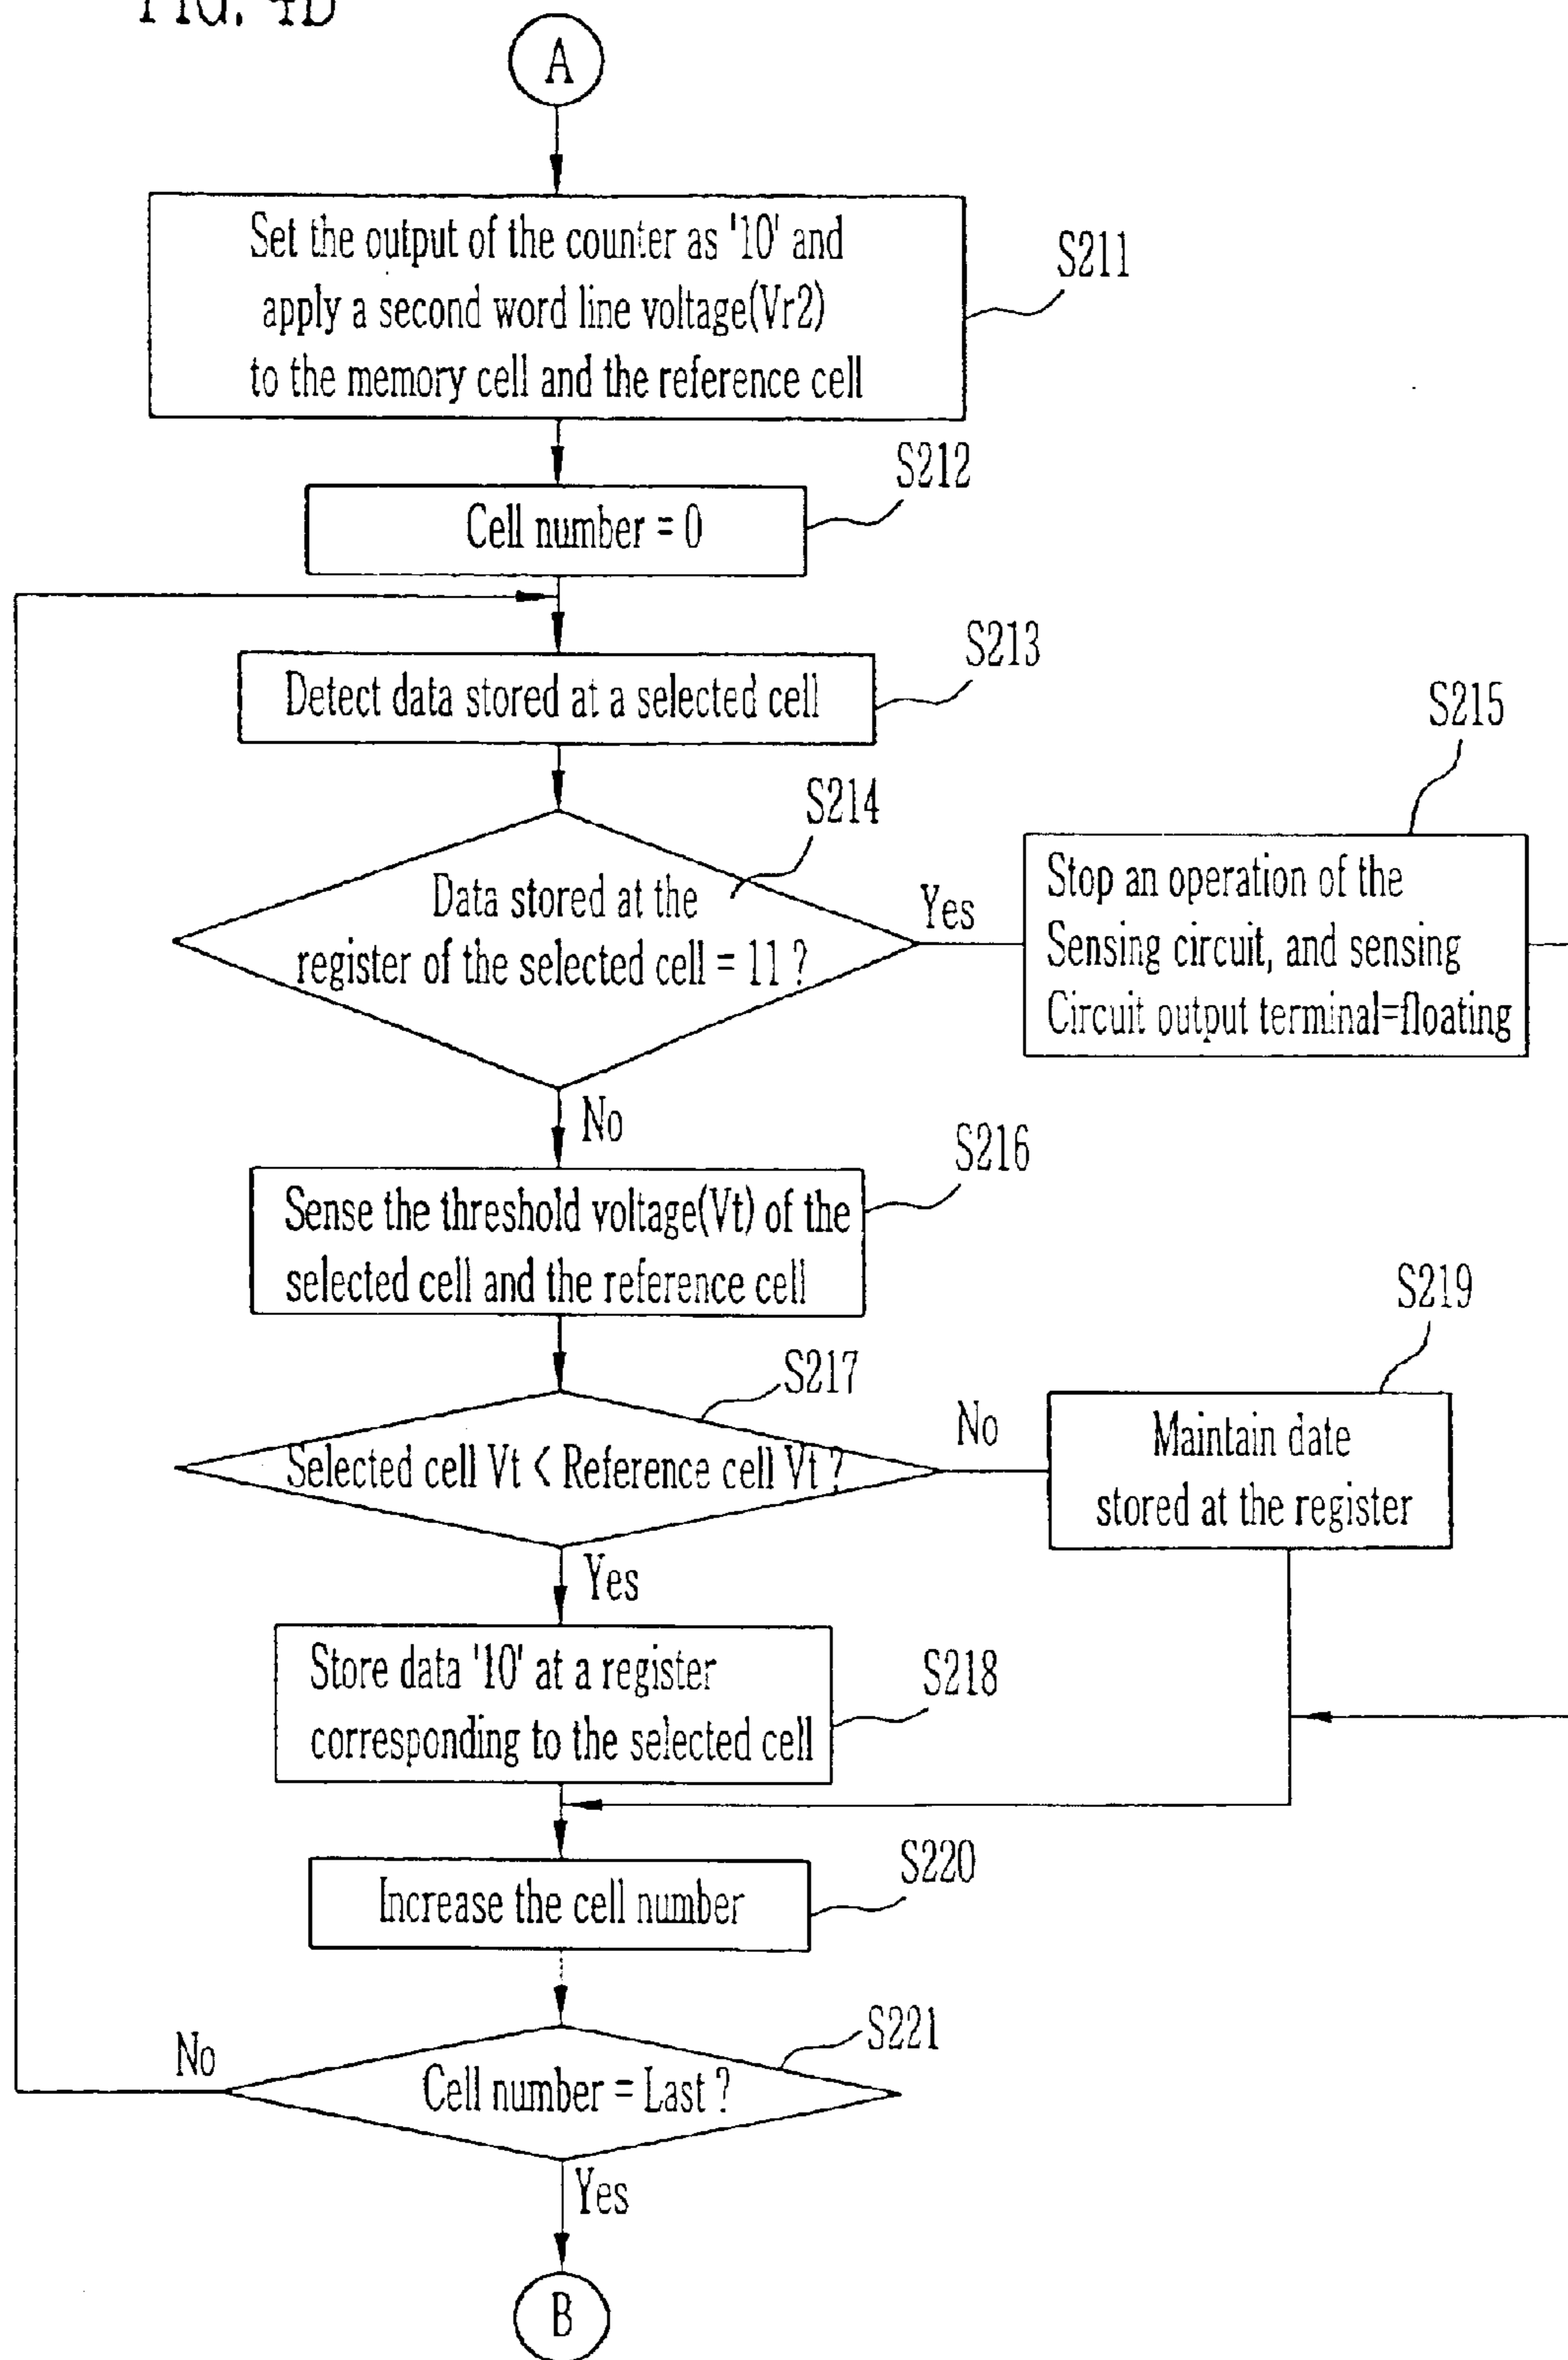 FIG. 4B
A
Set the output of the counter as '10' and
apply a second word line voltage(Vr2)
to the memory cell and the reference cell
S211
S212
Cell number = 0
S213
Detect data stored at a selected cell
S215
S214
Data stored at the
register of the selected cell = 11 ?
Yes
Stop an operation of the
Sensing circuit, and sensing
Circuit output terminal=floating
No
S216
Sense the threshold voltage(Vt) of the
selected cell and the reference cell
S219
S217
Selected cell Vt < Reference cell Vt ?
No
Maintain date
stored at the register
Yes
Store data '10' at a register
corresponding to the selected cell
S218
S220
Increase the cell number
S221
No
Cell number = Last ?
Yes
B